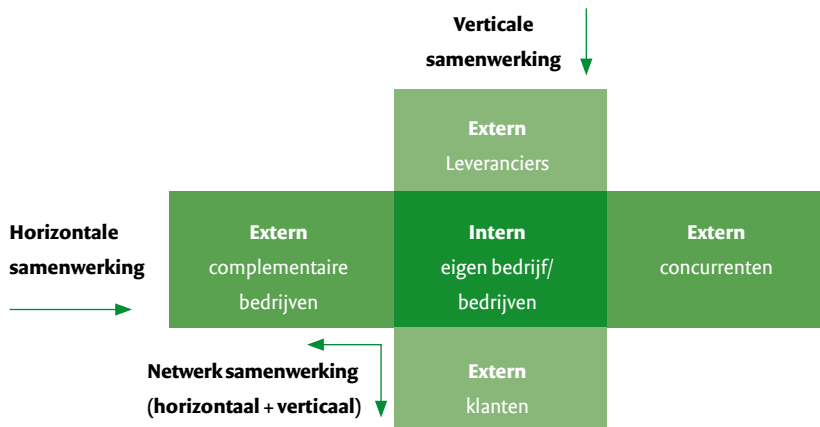 Verticale
samenwerking
Extern
Leveranciers
Horizontale
samenwerking
Extern
complementaire
bedrijven
Intern
eigen bedrijf/
bedrijven
Extern
concurrenten
Netwerk samenwerking
(horizontaal + verticaal)
Extern
klanten